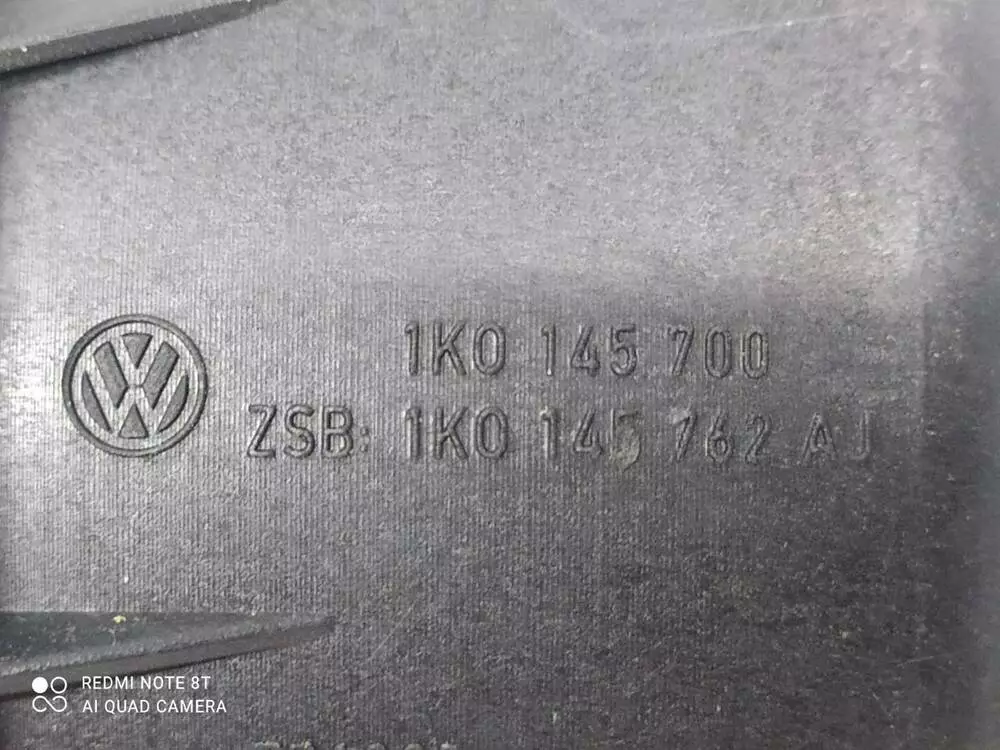 1K0 145 700
ZSB: 1K0 145 762 AJ
REDMI NOTE 8T
AI QUAD CAMERA